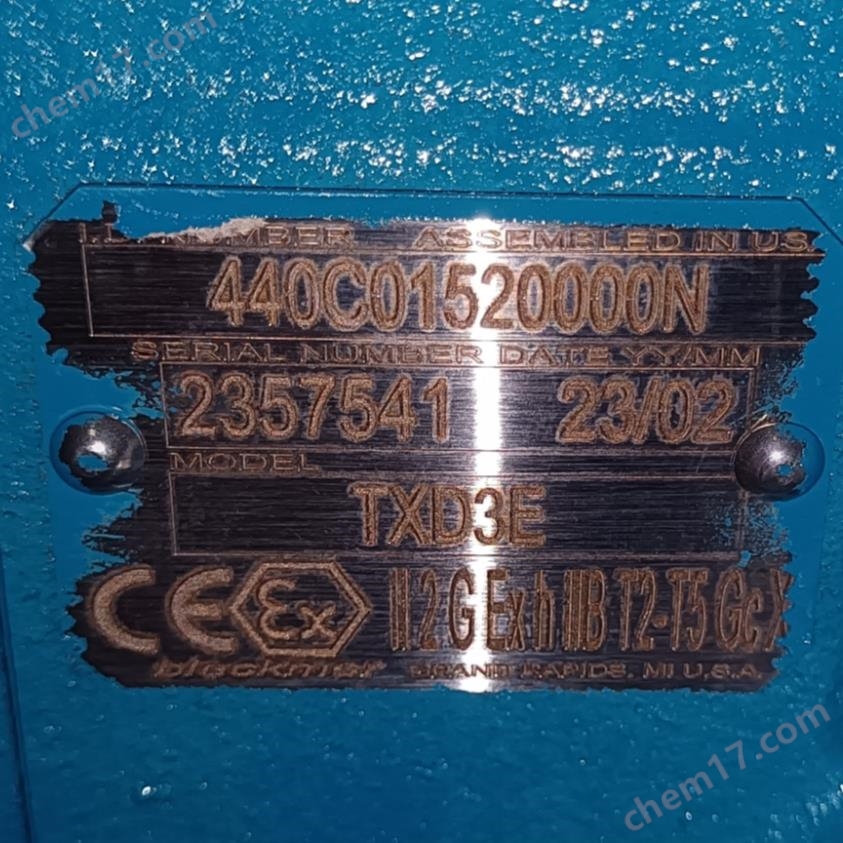 chem17.com
NUMBER ASSEMBLED IN U.S.
440C01520000N
SERIAL NUMBER DATE YY/MM
2357541 23/02
MODEL
TXD3E
CE Ex II 2 G Ex h IIB T2-T5 Gc X
blackmer GRAND RAPIDS, MI U.S.A.
chem17.com